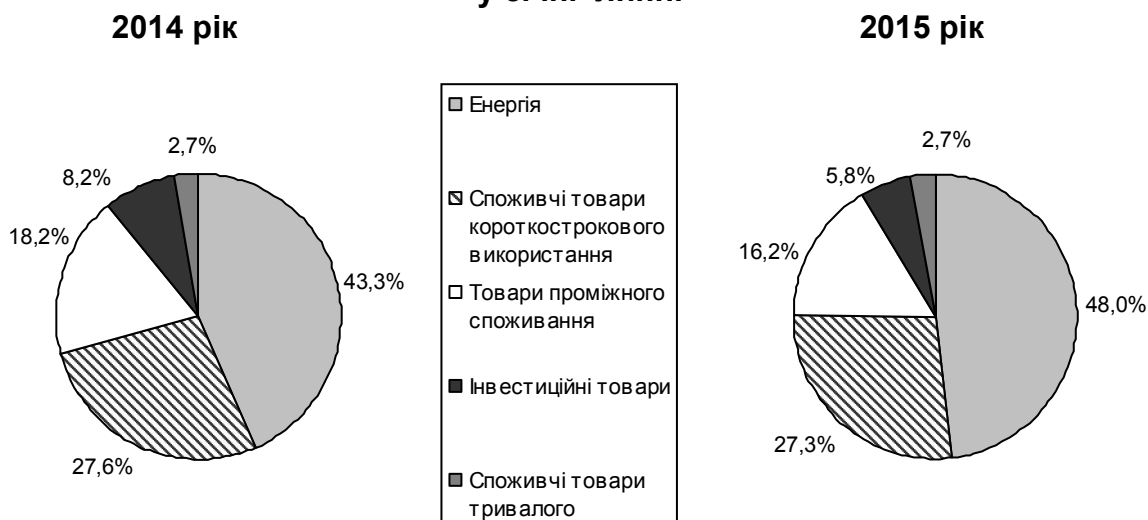 2014 рік
2015 рік
2,7%
8,2%
18,2%
43,3%
27,6%
Енергія
Споживчі товари
короткострокового
використання
Товари проміжного
споживання
Інвестиційні товари
Споживчі товари
тривалого
2,7%
5,8%
16,2%
48,0%
27,3%